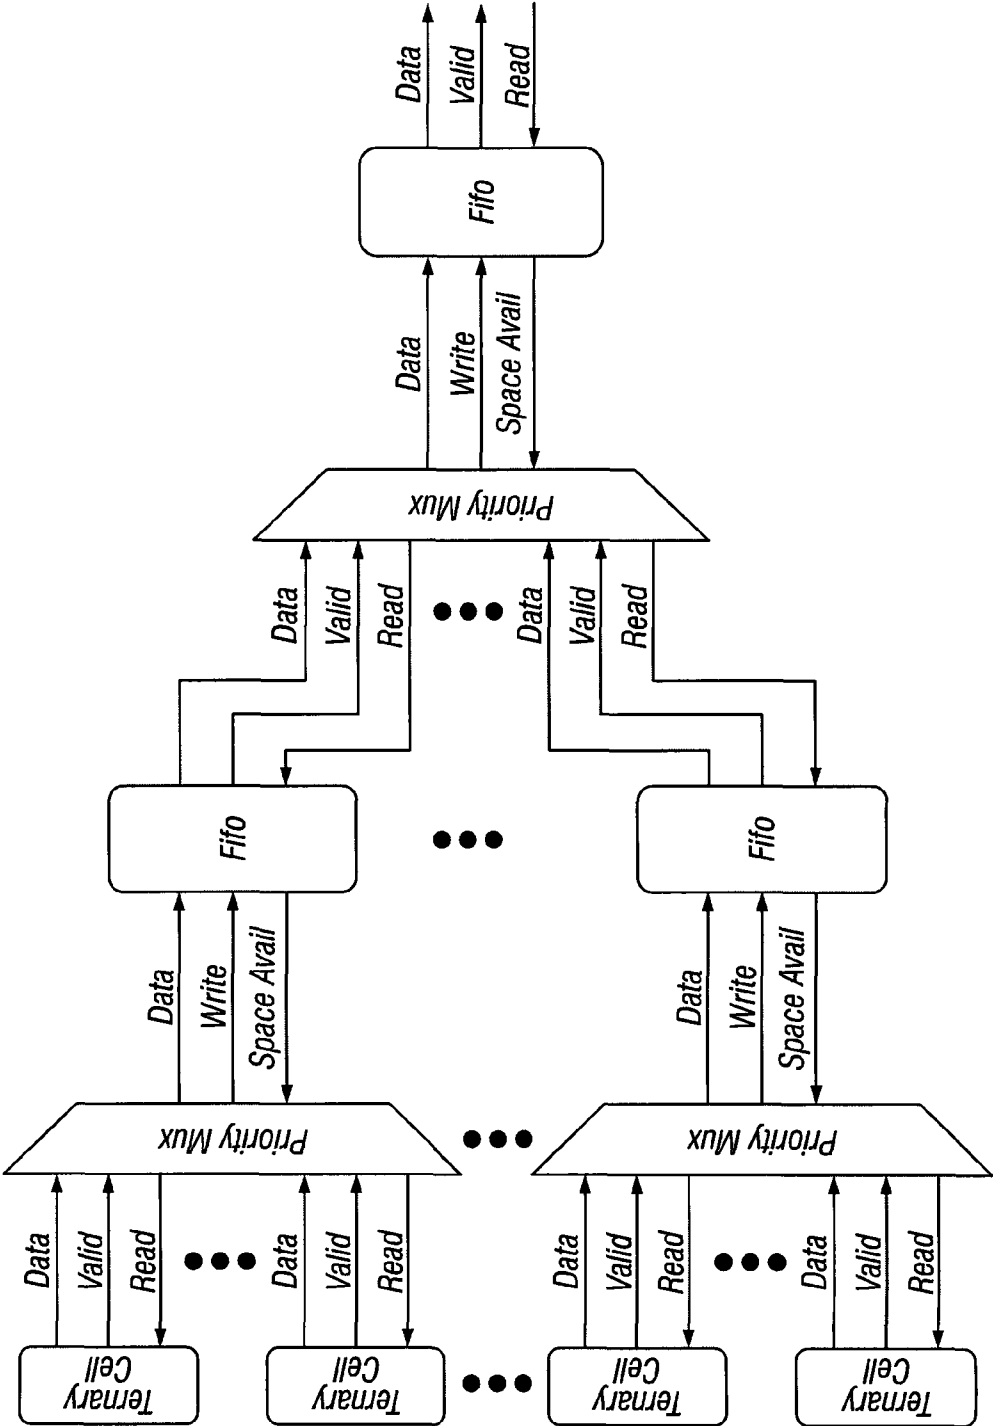 Data
Valid
Read
Fifo
Data
Write
Space Avail
Priority Mux
Data
Valid
Read
Data
Valid
Read
Fifo
Fifo
Data
Write
Space Avail
Data
Write
Space Avail
Priority Mux
Priority Mux
Data
Valid
Read
Data
Valid
Read
Data
Valid
Read
Data
Valid
Read
Ternary
Cell
Ternary
Cell
Ternary
Cell
Ternary
Cell